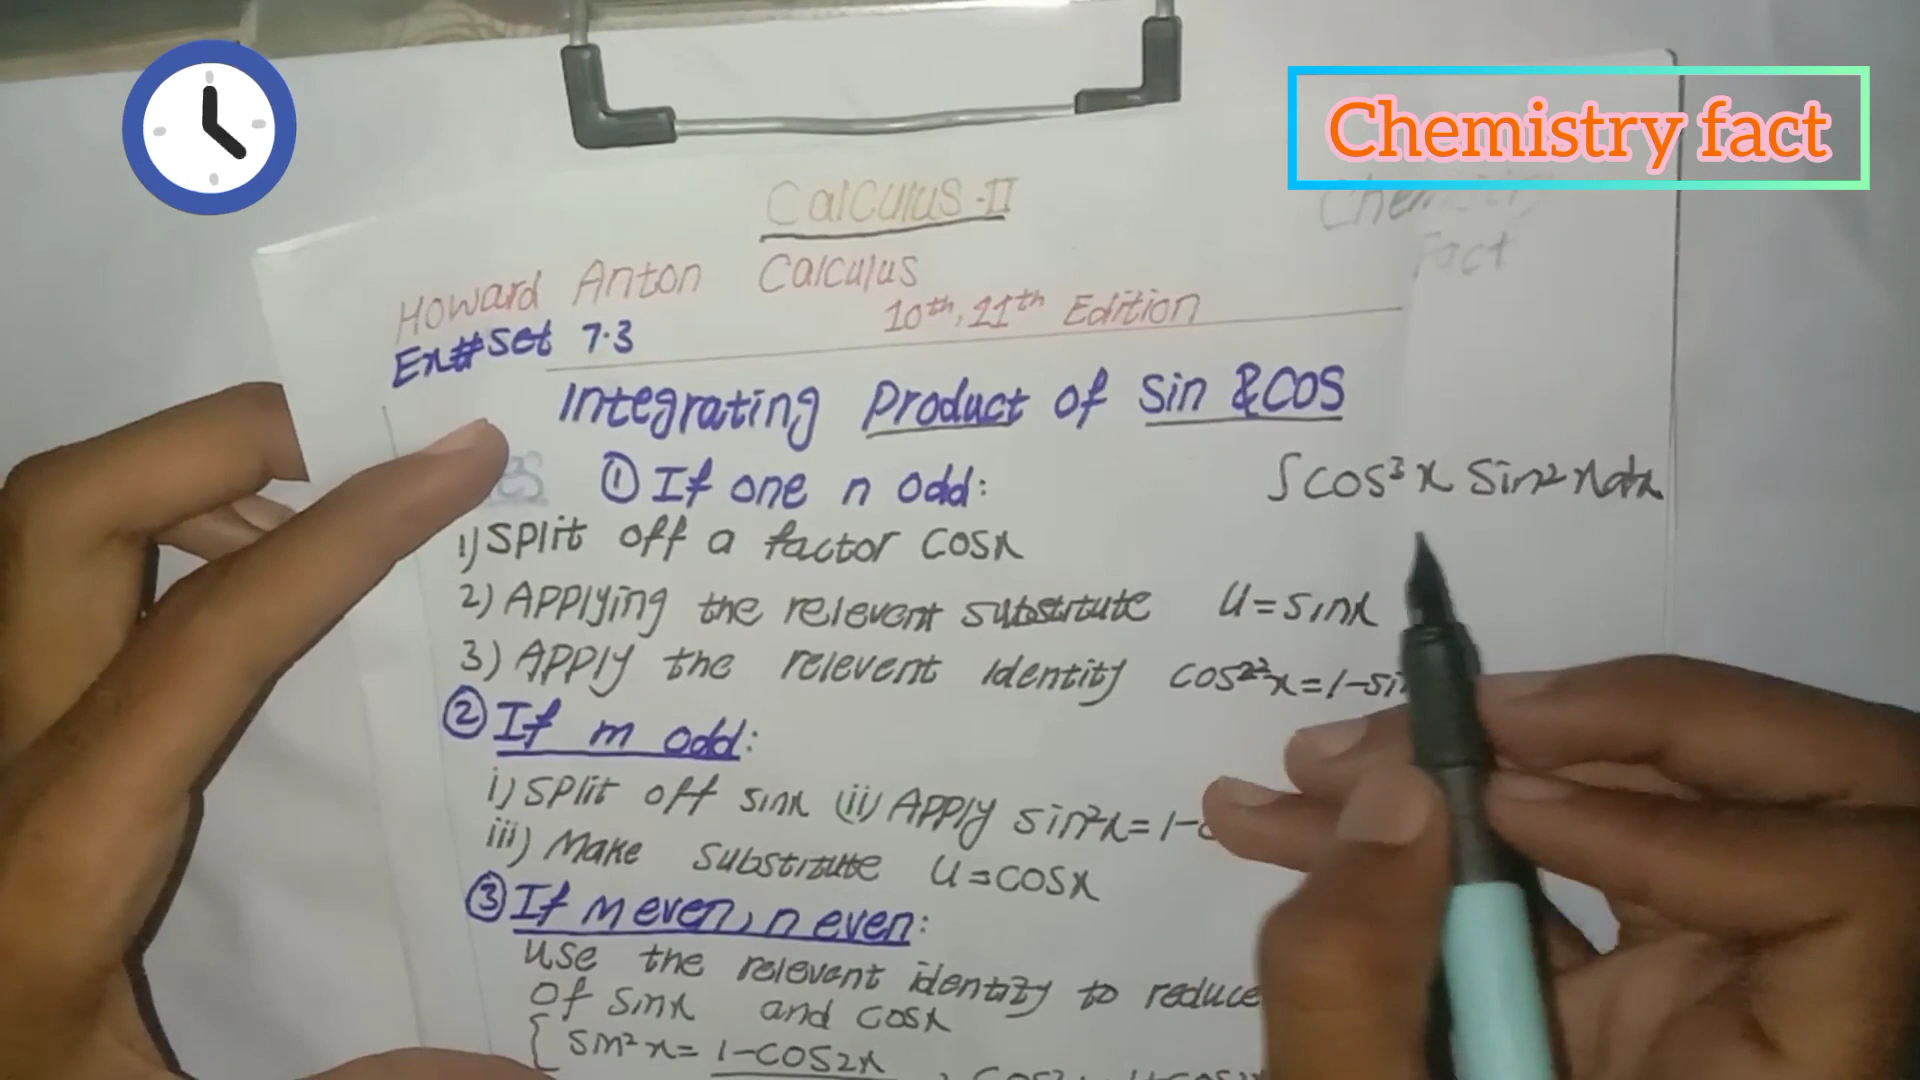 Chemistry fact
Calculus-II
Chemistry
Fact
Howard Anton Calculus
10th, 11th Edition
Ex#Set 7.3
Integrating Product of Sin & COS
① If one n odd:
∫cos³x Sin²x dx
1) Split off a factor cosx
2) Applying the relevent substitute u=sinx
3) Apply the relevent identity cos²x=1-si
② If m odd:
i) Split off sinx (ii) Apply sin²x=1-
iii) Make substitute u=cosx
③ If m even, n even:
use the relevent identity to reduce
of sinx and cosx
sin²x= 1-cos2x